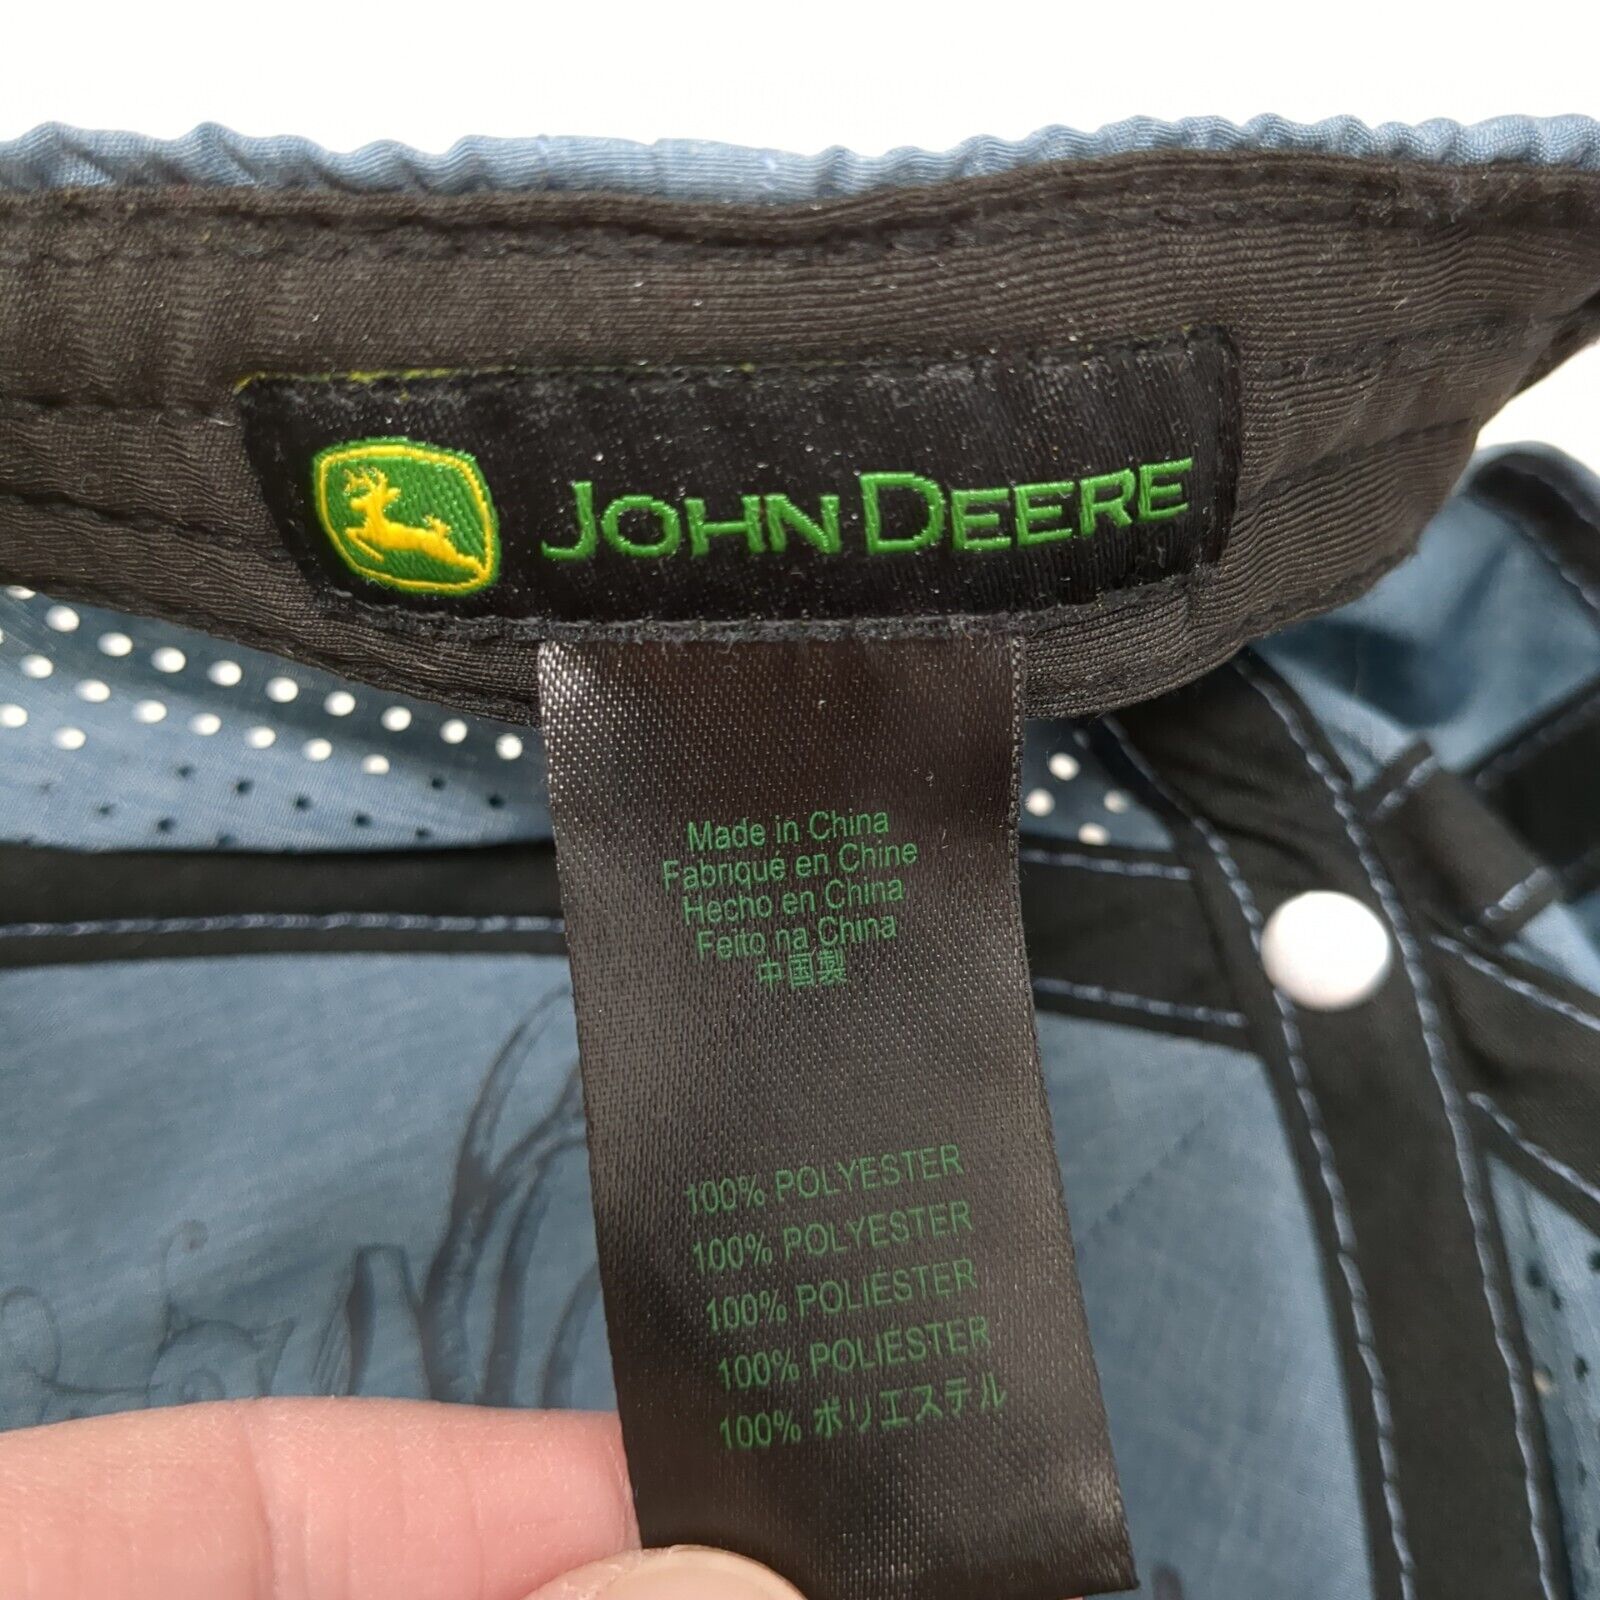 JOHN DEERE
Made in China
Fabriqué en Chine
Hecho en China
Feito na China
中国製
100% POLYESTER
100% POLYESTER
100% POLIESTER
100% POLIÉSTER
100% ポリエステル